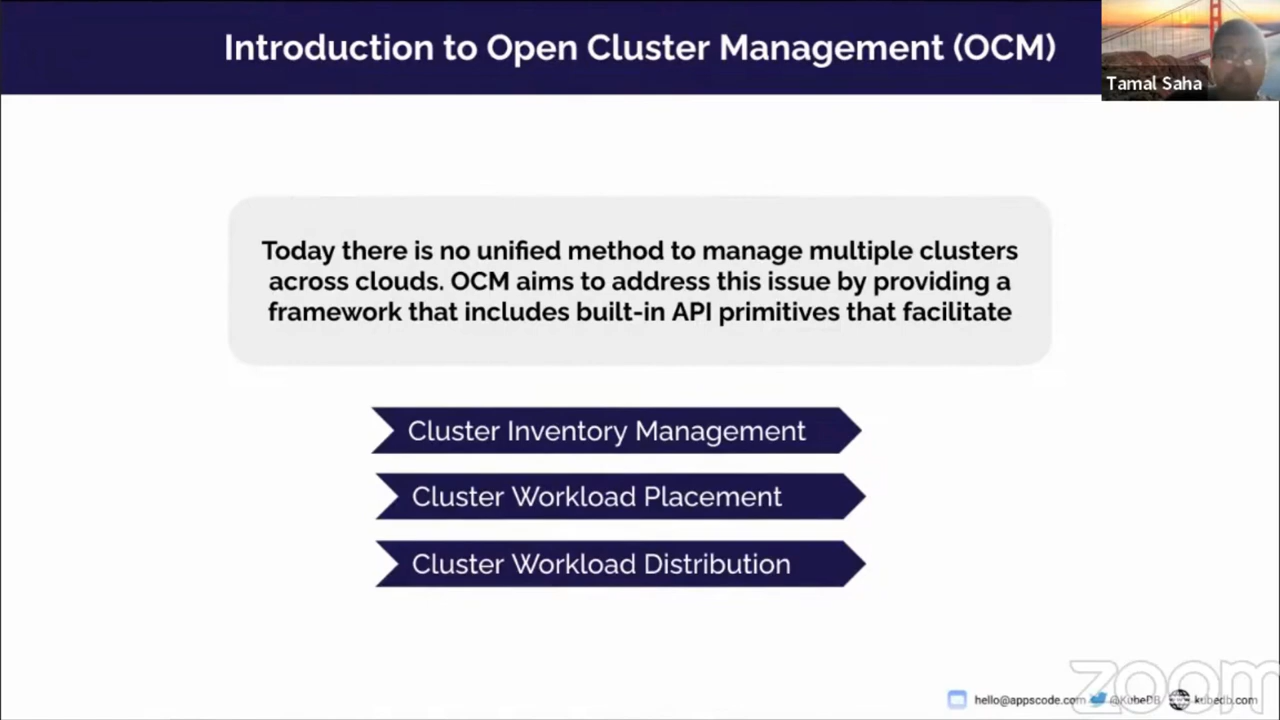 Introduction to Open Cluster Management (OCM)
Tamal Saha
Today there is no unified method to manage multiple clusters
across clouds. OCM aims to address this issue by providing a
framework that includes built-in API primitives that facilitate
Cluster Inventory Management
Cluster Workload Placement
Cluster Workload Distribution
zoom
hello@appscode.com @KubeDB kubedb.com